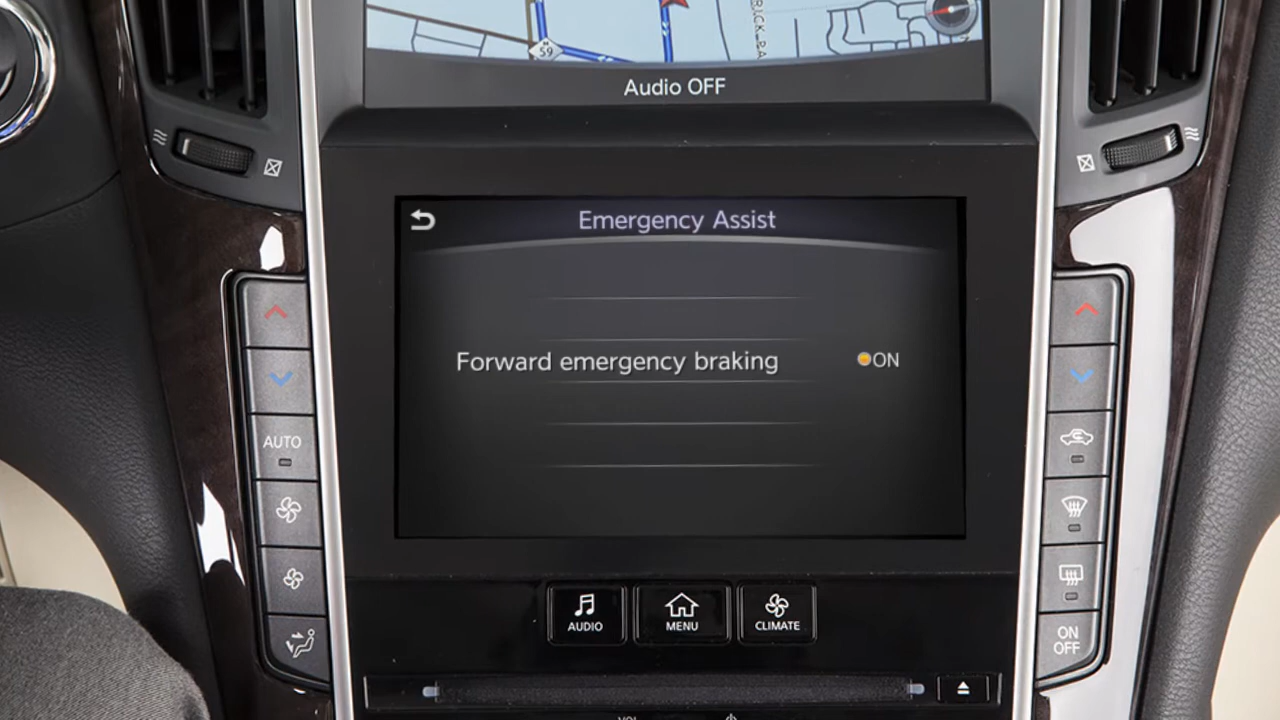 59
Audio OFF
Emergency Assist
Forward emergency braking
ON
AUTO
ON
OFF
AUDIO
MENU
CLIMATE